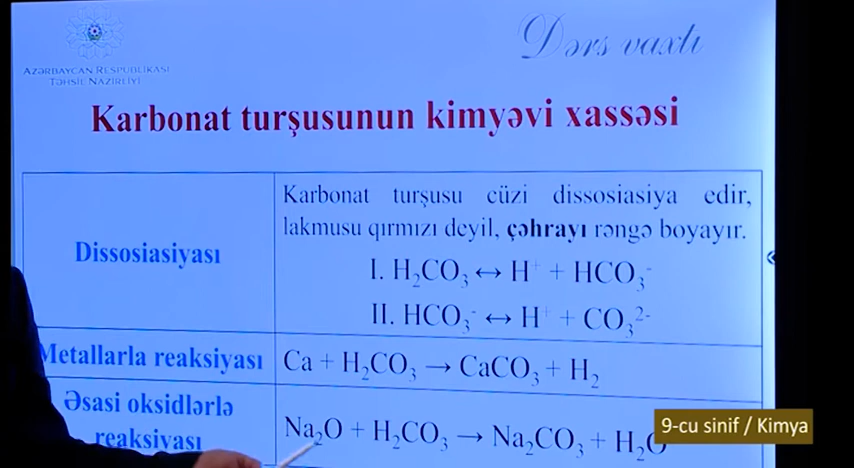 AZƏRBAYCAN RESPUBLİKASI
TƏHSİL NAZİRLİYİ
Dərs vaxtı
Karbonat turşusunun kimyəvi xassəsi
Dissosiasiyası
Karbonat turşusu cüzi dissosiasiya edir,
lakmusu qırmızı deyil, çəhrayı rəngə boyayır.
I. H₂CO₃ ↔ H⁺ + HCO₃⁻
II. HCO₃⁻ ↔ H⁺ + CO₃²⁻
Metallarla reaksiyası
Ca + H₂CO₃ → CaCO₃ + H₂
Əsasi oksidlərlə
reaksiyası
Na₂O + H₂CO₃ → Na₂CO₃ + H₂O
9-cu sinif / Kimya